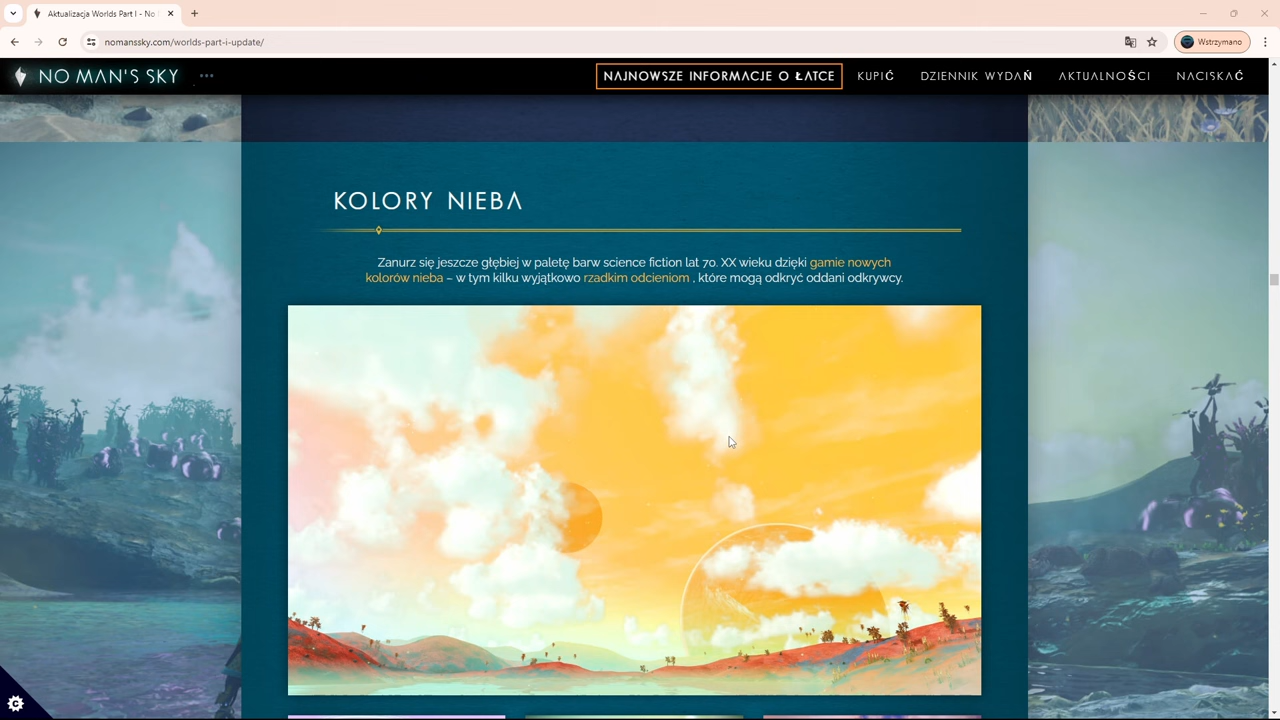 Aktualizacja Worlds Part I - No
nomanssky.com/worlds-part-i-update/
Wstrzymano
NO MAN'S SKY
NAJNOWSZE INFORMACJE O ŁATCE
KUPIĆ
DZIENNIK WYDAŃ
AKTUALNOŚCI
NACISKAĆ
KOLORY NIEBA
Zanurz się jeszcze głębiej w paletę barw science fiction lat 70. XX wieku dzięki gamie nowych
kolorów nieba – w tym kilku wyjątkowo rzadkim odcieniom , które mogą odkryć oddani odkrywcy.